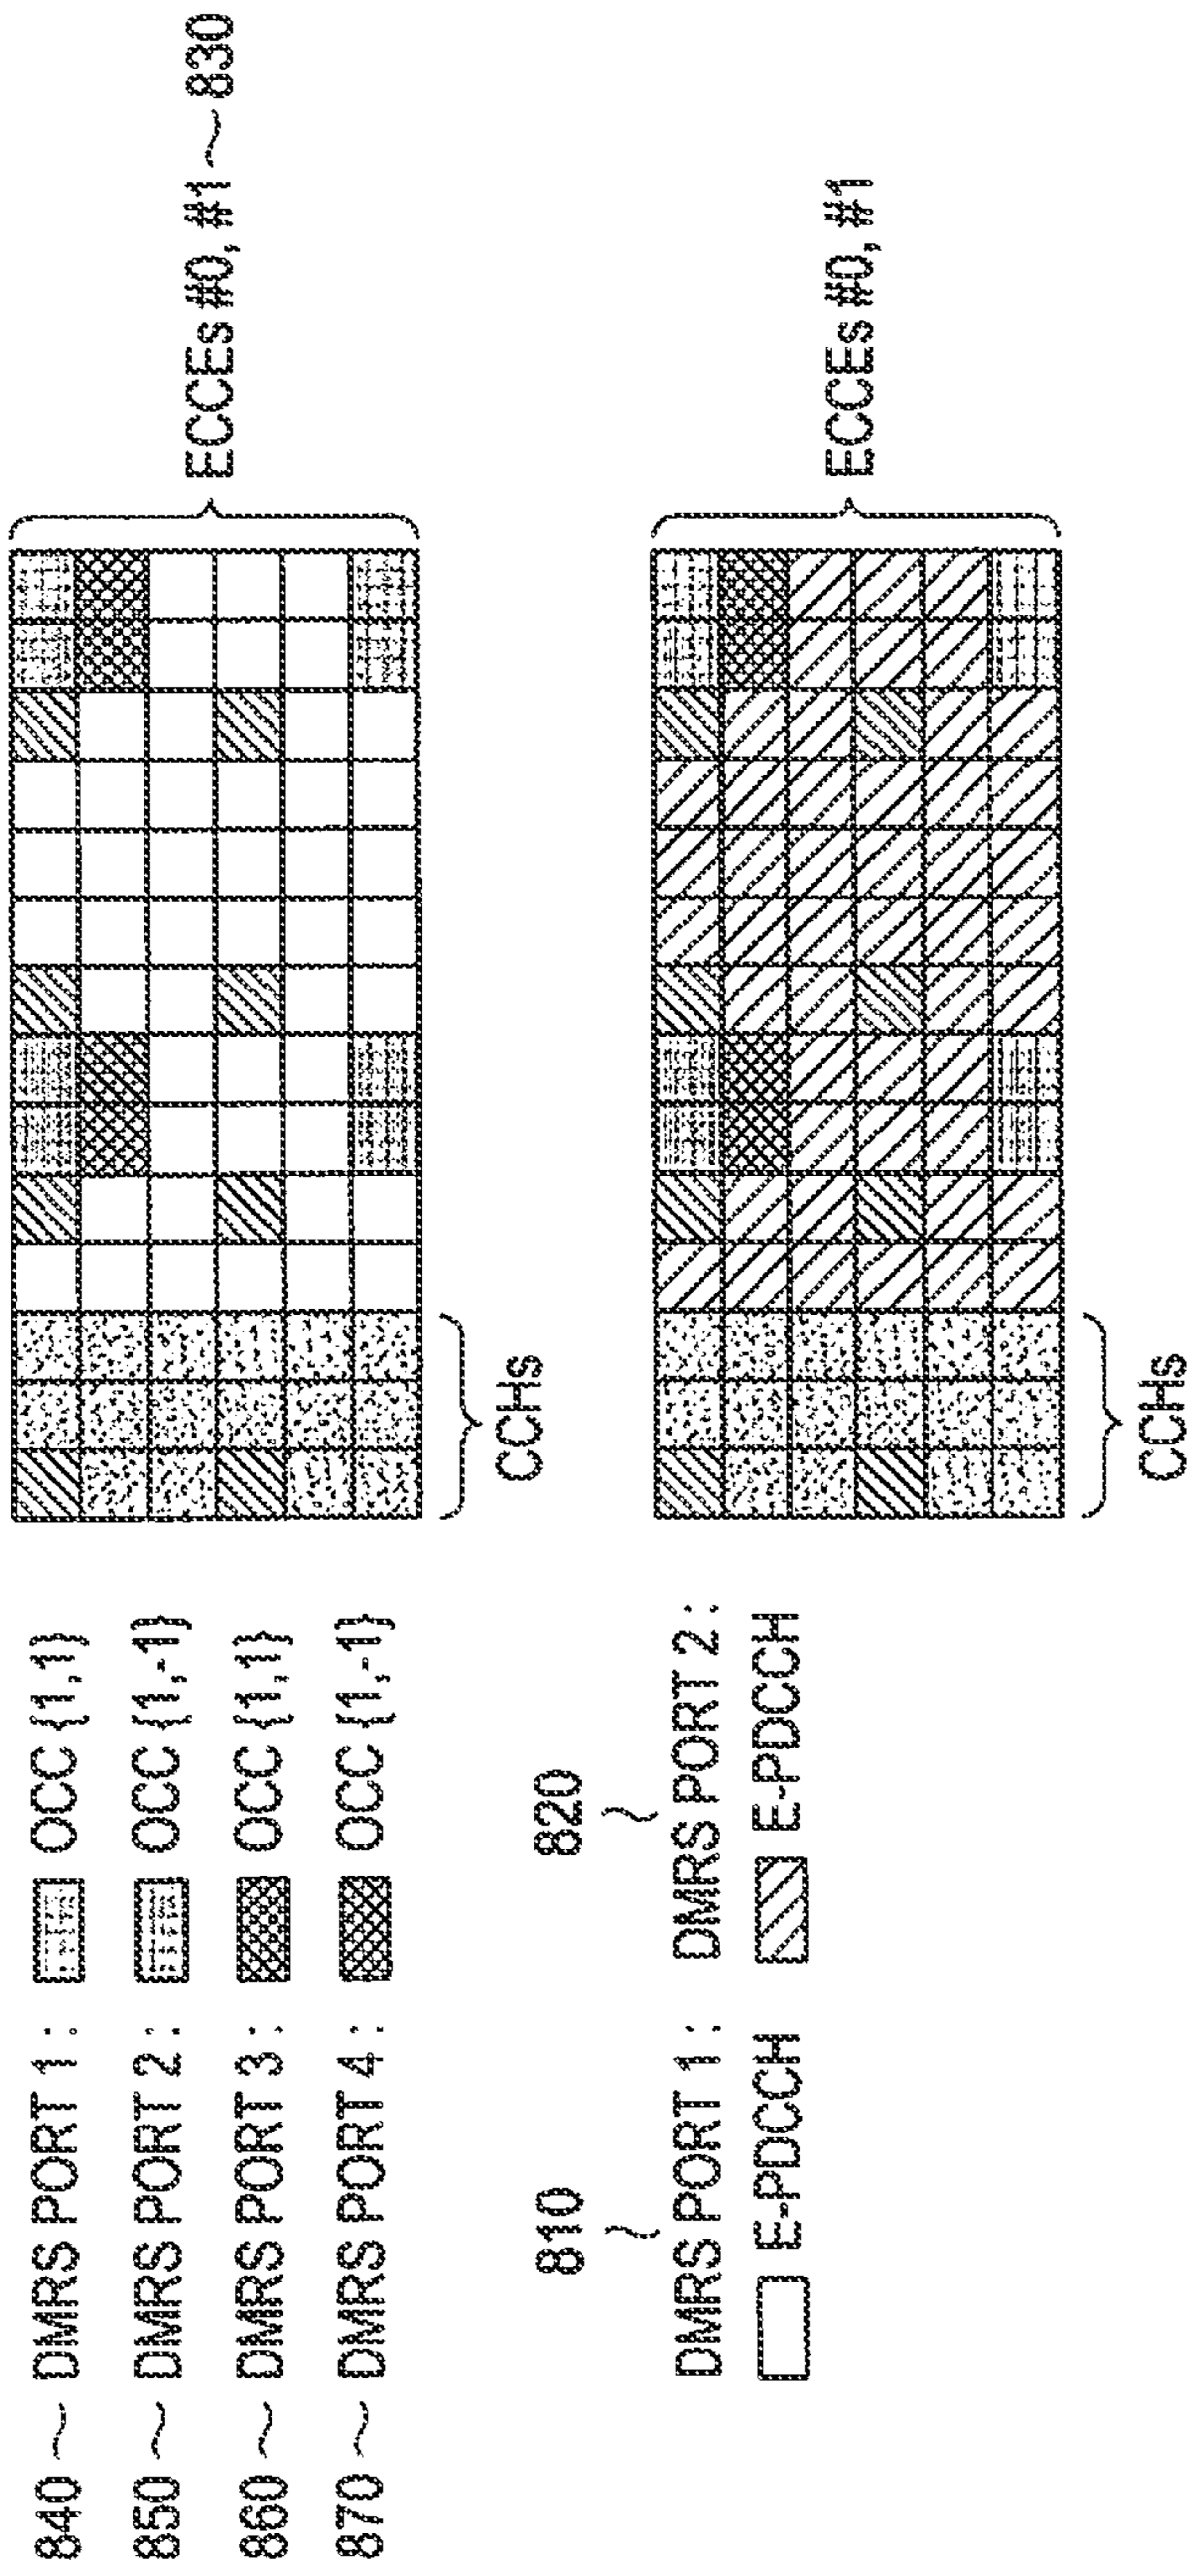 840 ~ DMRS PORT 1 : OCC {1,1}
850 ~ DMRS PORT 2 : OCC {1,-1}
860 ~ DMRS PORT 3 : OCC {1,1}
870 ~ DMRS PORT 4 : OCC {1,-1}
810
820
DMRS PORT 1 :
E-PDCCH
DMRS PORT 2 :
E-PDCCH
CCHs
ECCEs #0, #1 ~ 830
CCHs
ECCEs #0, #1